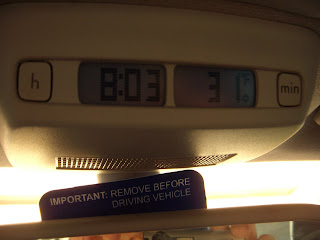 h 8:03 31° min
IMPORTANT: REMOVE BEFORE
DRIVING VEHICLE